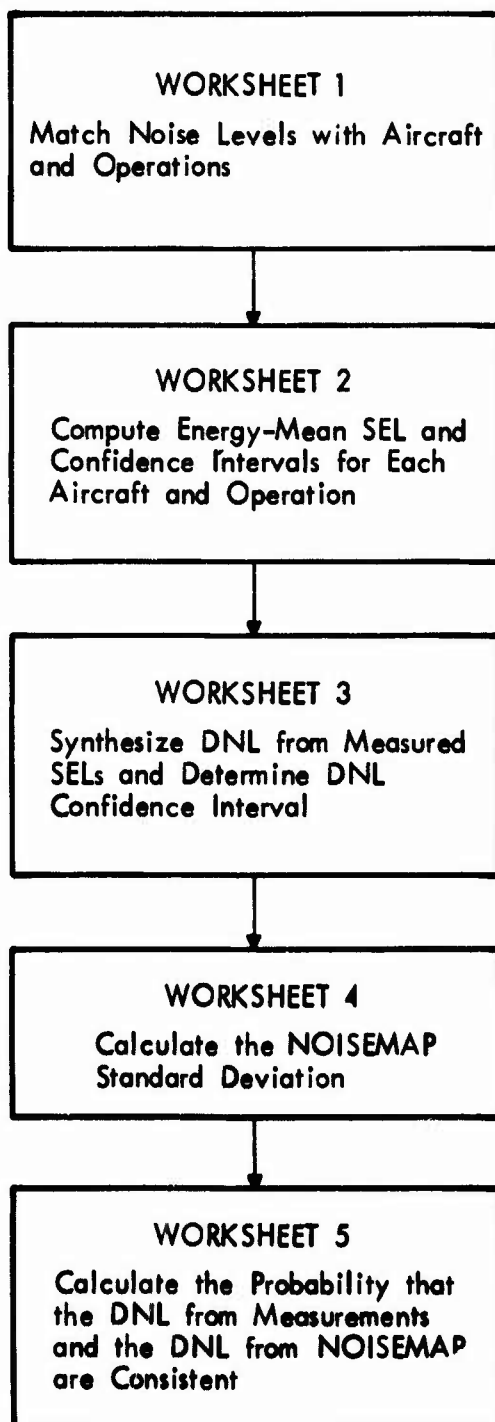 WORKSHEET 1
Match Noise Levels with Aircraft
and Operations
WORKSHEET 2
Compute Energy-Mean SEL and
Confidence Intervals for Each
Aircraft and Operation
WORKSHEET 3
Synthesize DNL from Measured
SELs and Determine DNL
Confidence Interval
WORKSHEET 4
Calculate the NOISEMAP
Standard Deviation
WORKSHEET 5
Calculate the Probability that
the DNL from Measurements
and the DNL from NOISEMAP
are Consistent